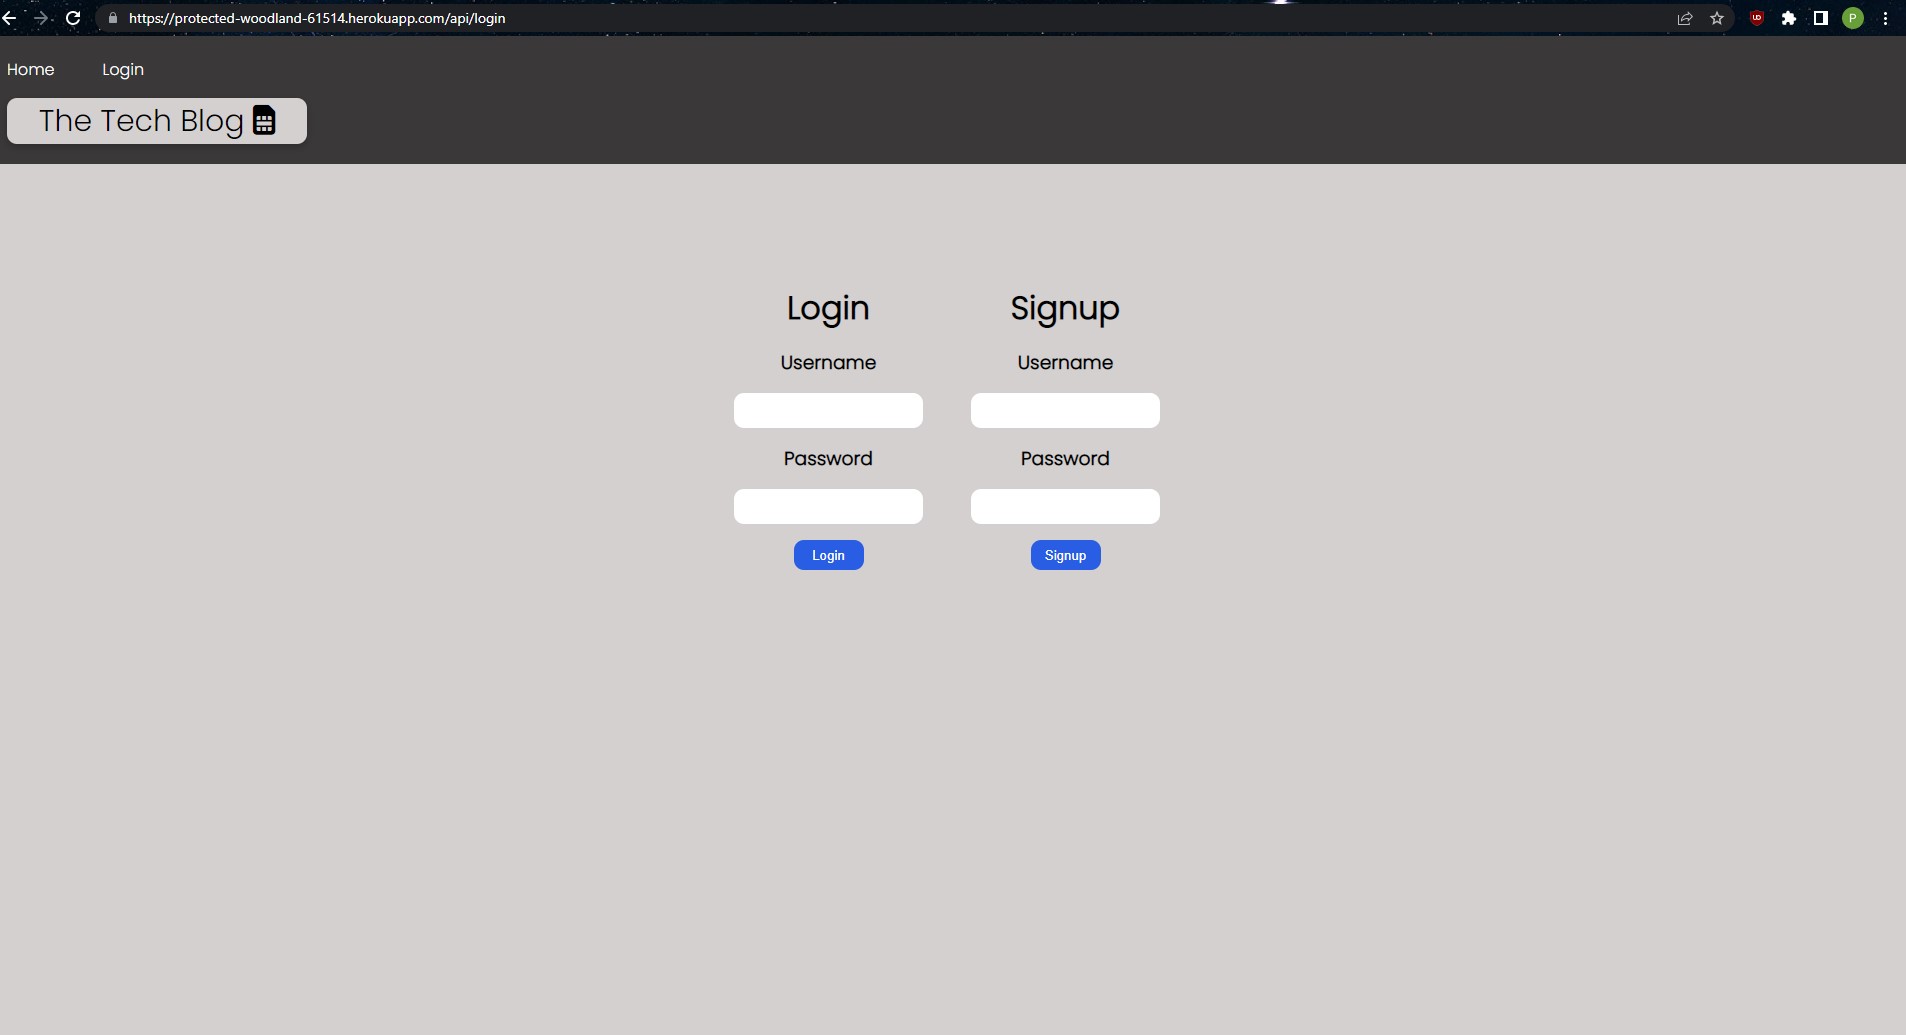 https://protected-woodland-61514.herokuapp.com/api/login
P
Home Login
The Tech Blog
Login Signup
Username Username
Password Password
Login Signup